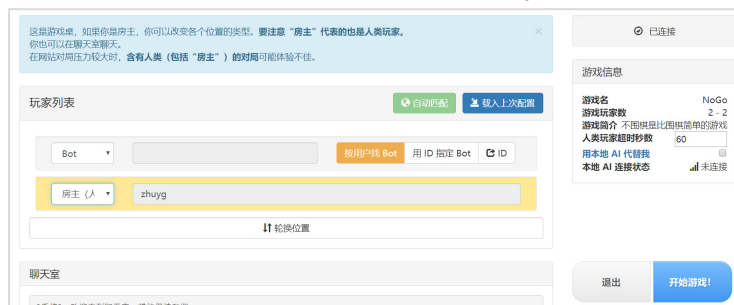 这是游戏桌，如果你是房主，你可以改变各个位置的类型。要注意“房主”代表的也是人类玩家。 ×
你也可以在聊天室聊天。
在网站对局压力较大时，含有人类（包括“房主”）的对局可能体验不佳。
玩家列表
自动匹配
载入上次配置
Bot
按用户找 Bot
用 ID 指定 Bot
ID
房主（人
zhuyg
轮换位置
聊天室
已连接
游戏信息
游戏名 NoGo
游戏玩家数 2 - 2
游戏简介 不围棋是比围棋简单的游戏
人类玩家超时秒数 60
用本地 AI 代替我
本地 AI 连接状态 未连接
退出
开始游戏！